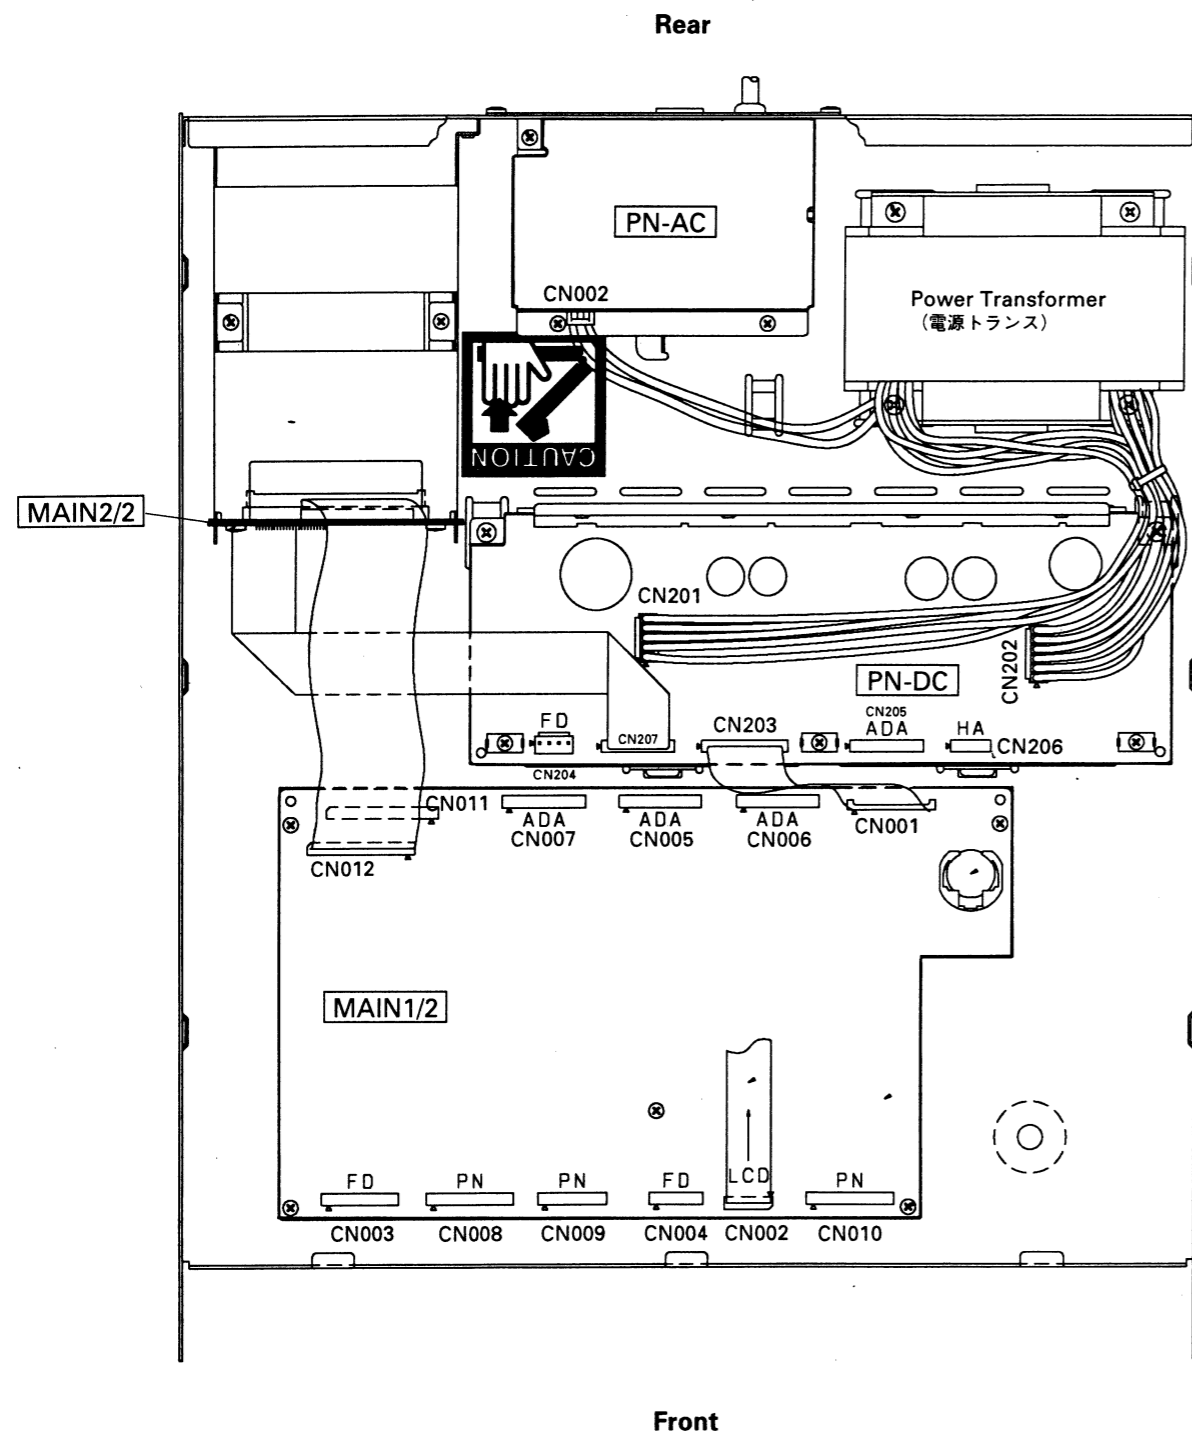 Rear
PN-AC
CN002
Power Transformer
(電源トランス)
CAUTION
MAIN2/2
CN201
CN202
PN-DC
FD
CN204
CN207
CN203
CN205
ADA
HA
CN206
CN011
CN012
ADA
CN007
ADA
CN005
ADA
CN006
CN001
MAIN1/2
LCD
FD
PN
PN
FD
PN
CN003
CN008
CN009
CN004
CN002
CN010
Front